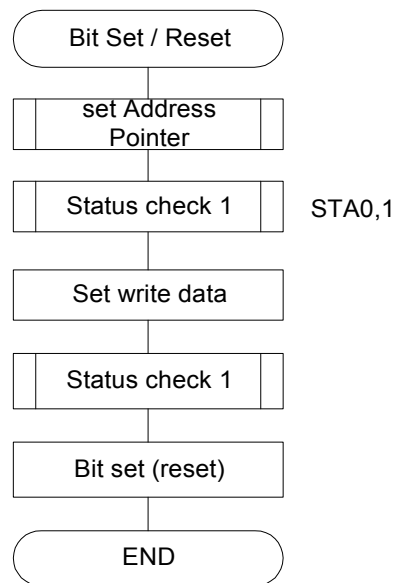 Bit Set / Reset
set Address
Pointer
Status check 1
STA0,1
Set write data
Status check 1
Bit set (reset)
END